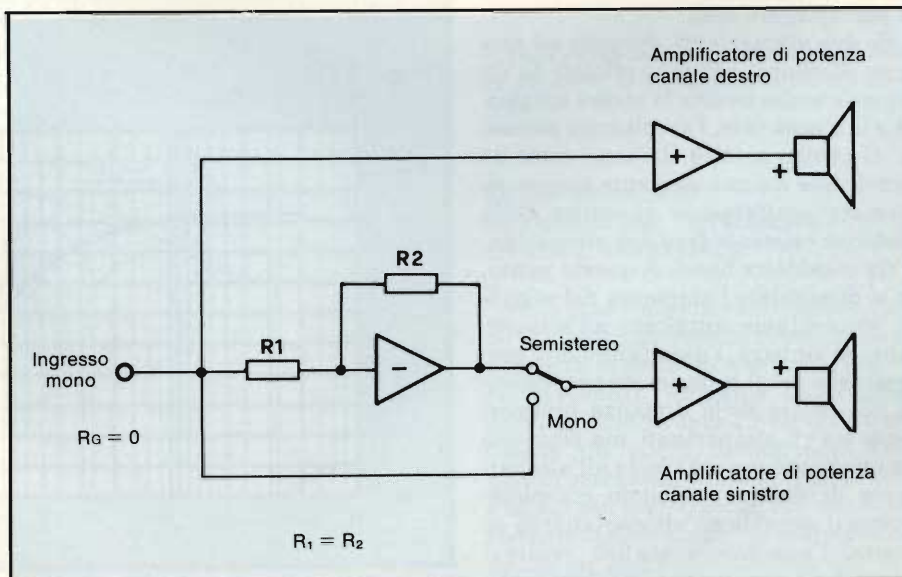 Amplificatore di potenza
canale destro
+
+
R2
R1
Semistereo
Ingresso
mono
-
+
+
Mono
RG = 0
Amplificatore di potenza
canale sinistro
R₁ = R₂